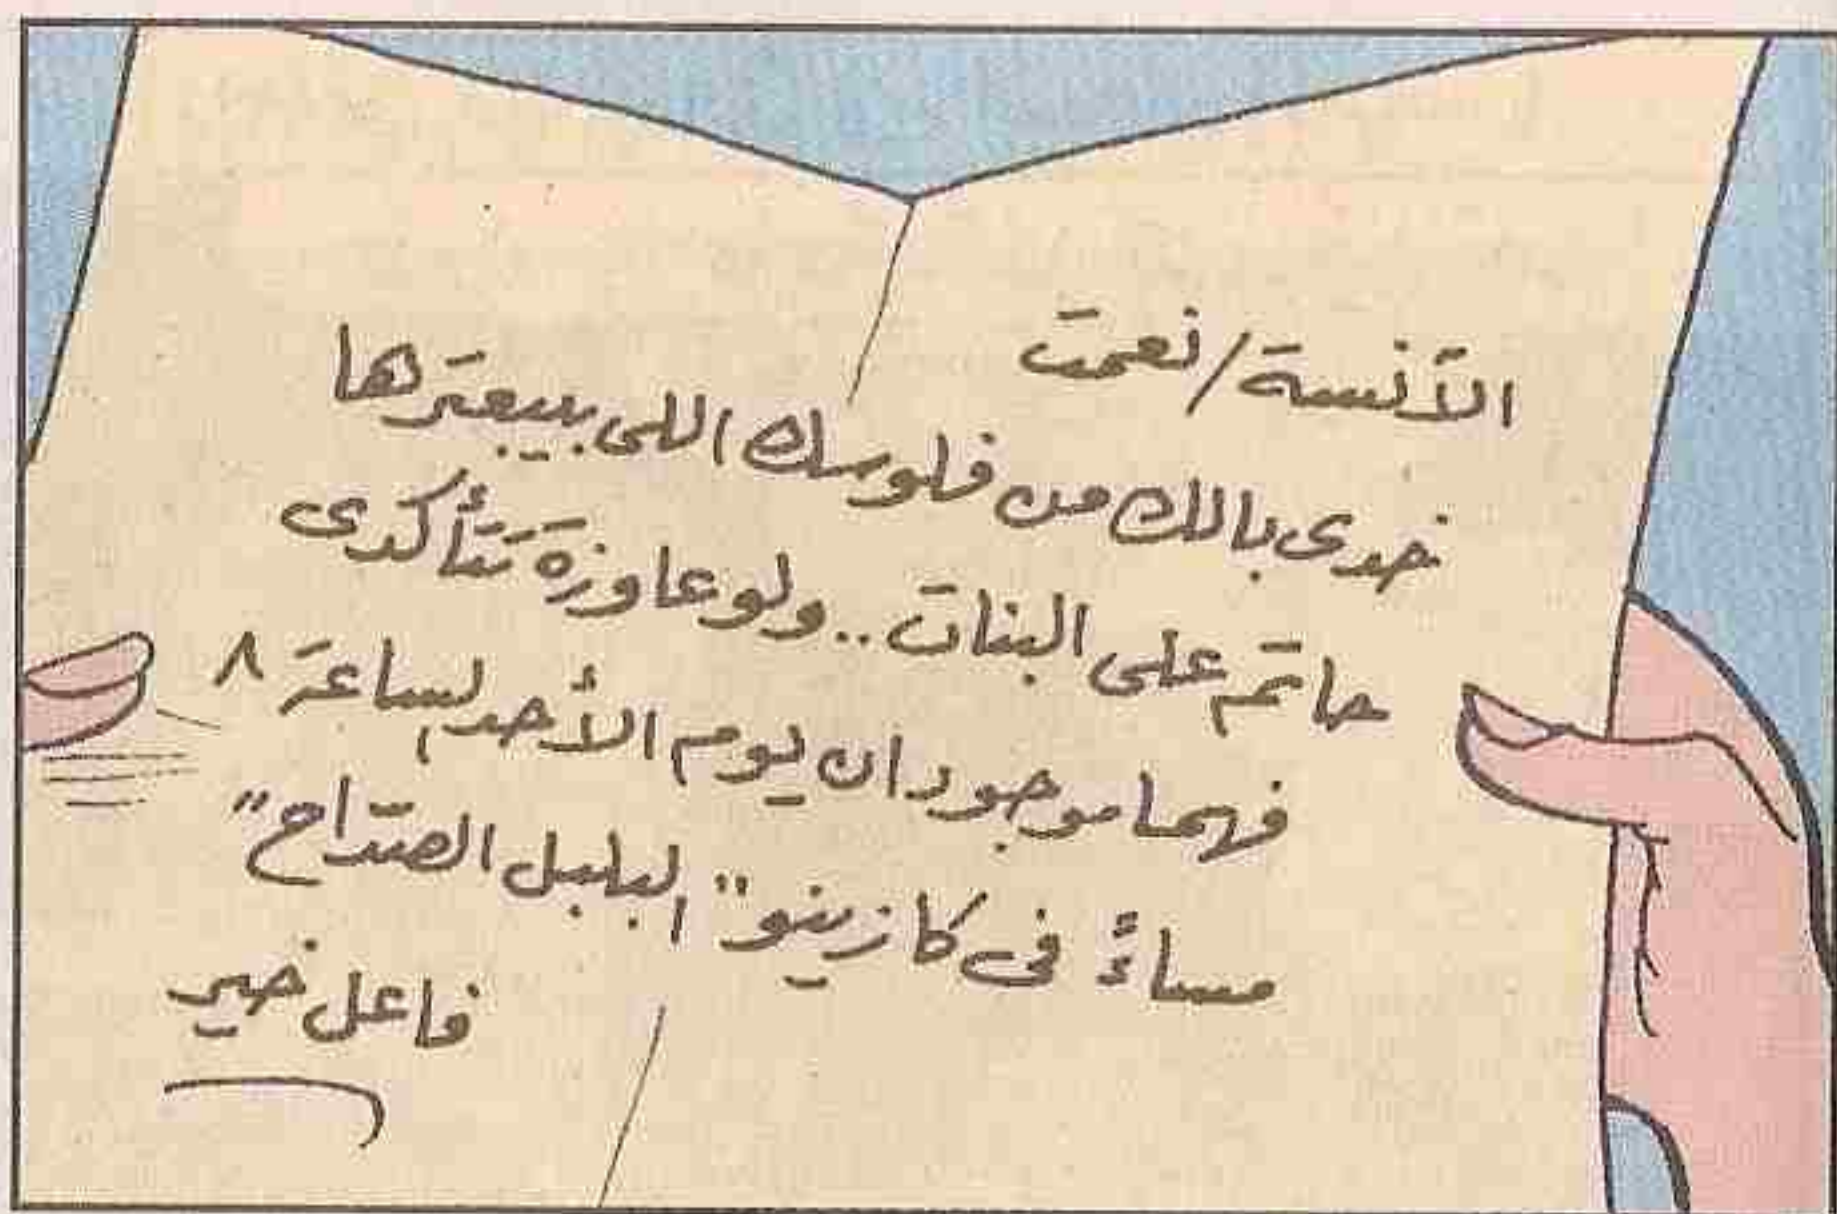 الآنسة/نعمت
خدى بالك من فلوسك اللى بيبعترها
حاتم على البنات.. ولو عاوزة تتأكدى
فهما موجودان يوم الأحد الساعة ٨
مساءً فى كازينو "البلبل الصداح"
فاعل خير